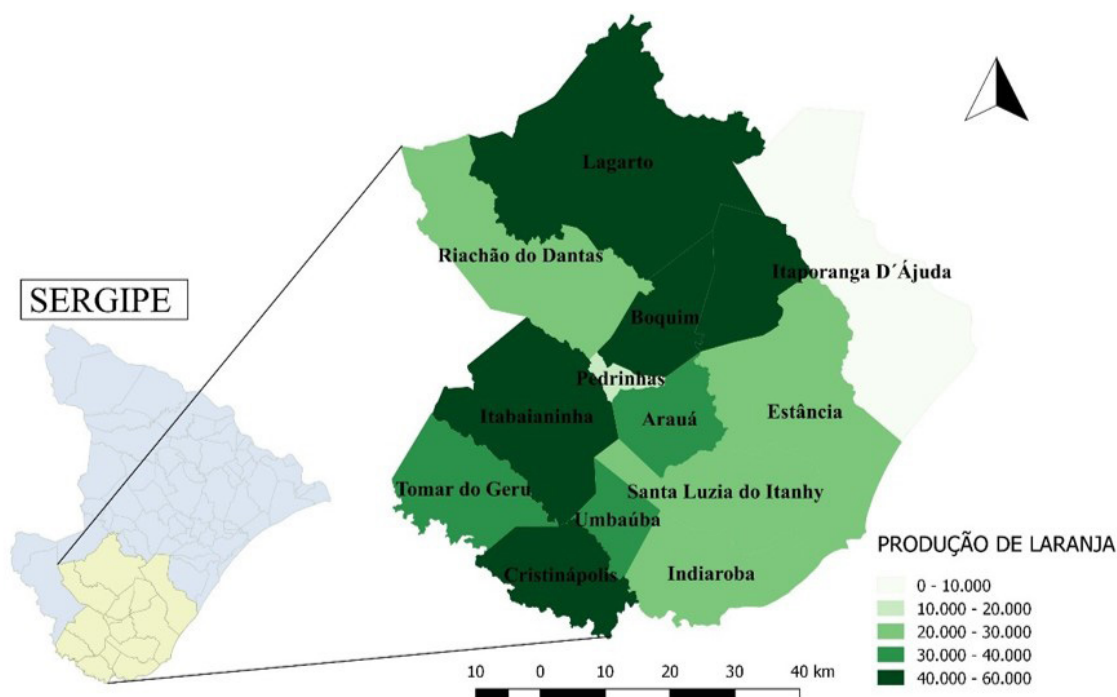 Lagarto
Riachão do Dantas
Itaporanga D´Ájuda
SERGIPE
Boquim
Pedrinhas
Itabaianinha
Arauá
Estância
Tomar do Geru
Santa Luzia do Itanhy
Umbaúba
Cristinápolis
Indiaroba
PRODUÇÃO DE LARANJA
0 - 10.000
10.000 - 20.000
20.000 - 30.000
30.000 - 40.000
40.000 - 60.000
10 0 10 20 30 40 km